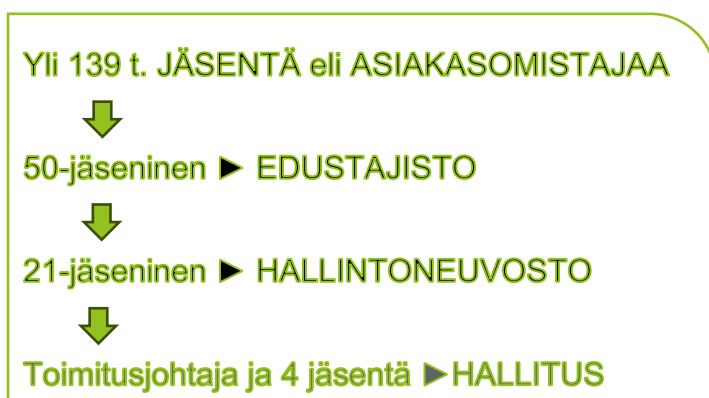 Yli 139 t. JÄSENTÄ eli ASIAKASOMISTAJAA
50-jäseninen ► EDUSTAJISTO
21-jäseninen ► HALLINTONEUVOSTO
Toimitusjohtaja ja 4 jäsentä ►HALLITUS